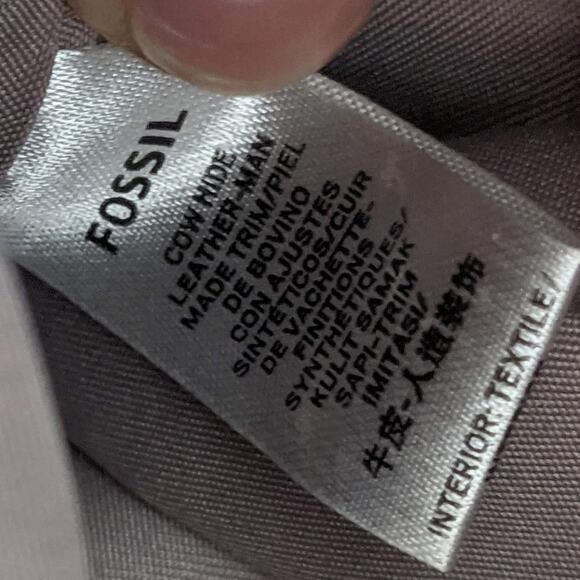 FOSSIL
COW HIDE
LEATHER-MAN
MADE TRIM/PIEL
DE BOVINO
CON AJUSTES
SINTÉTICOS/CUIR
DE VACHETTE-
FINITIONS
SYNTHÉTIQUES/
KULIT SAMAK
SAPI-TRIM
IMITASI/
牛皮-人造装饰
INTERIOR: TEXTILE/